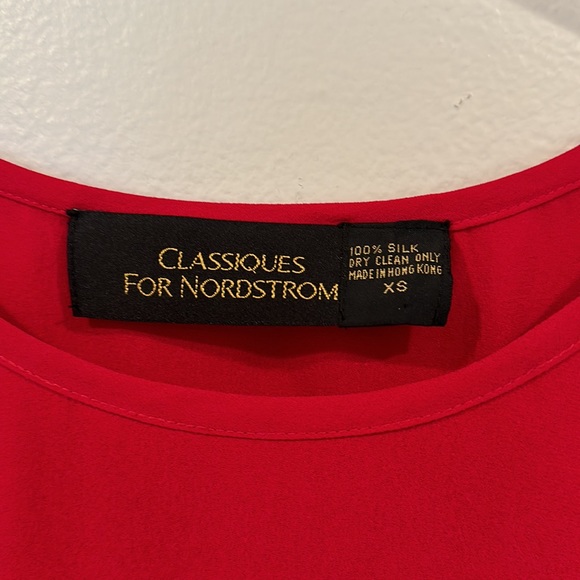 CLASSIQUES
FOR NORDSTROM
100% SILK
DRY CLEAN ONLY
MADE IN HONG KONG
XS